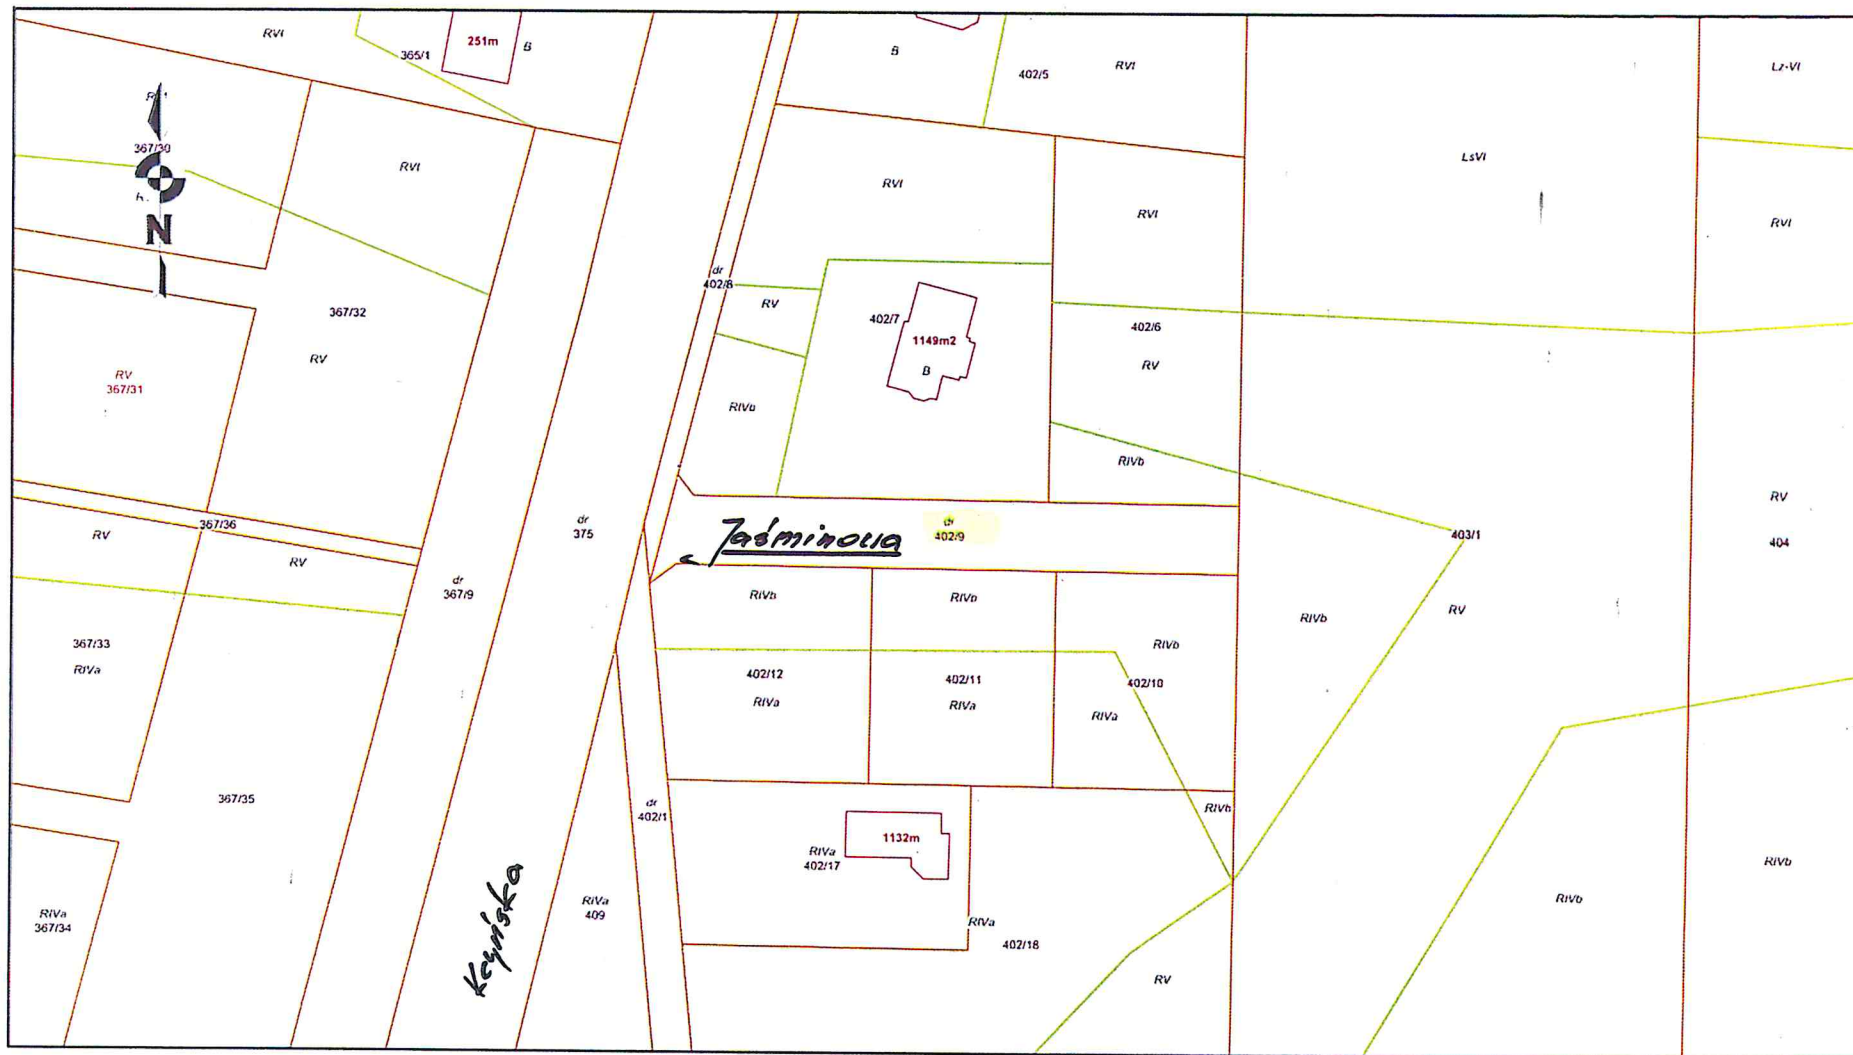 RVI
365/1
251m
B
B
402/5
RVI
Lz-VI
367/30
N
RVI
RVI
RVI
LsVI
RVI
dr
402/8
RV
367/32
RV
402/7
1149m2
B
402/6
RV
RV
367/31
RIVb
RIVb
RV
404
367/36
RV
RV
dr
375
Jaśminowa
dr
402/9
403/1
dr
367/9
RIVb
RIVb
RIVb
RIVb
RV
367/33
RIVa
402/12
RIVa
402/11
RIVa
402/10
RIVa
367/35
dr
402/1
1132m
RIVa
402/17
RIVb
RIVb
RIVb
RIVa
367/34
Kcyńska
RIVa
409
RIVa
402/18
RV